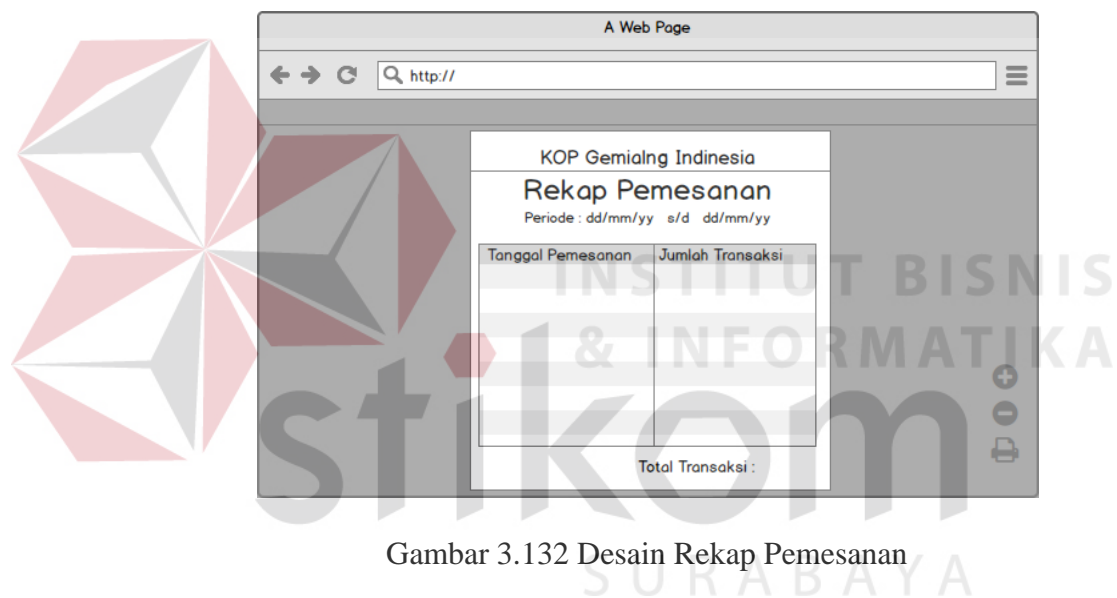 A Web Page
http://
KOP Gemialng Indinesia
Rekap Pemesanan
Periode : dd/mm/yy s/d dd/mm/yy
Tanggal Pemesanan Jumlah Transaksi
INSTITUT BISNIS
& INFORMATIKA
stikom
Total Transaksi :
Gambar 3.132 Desain Rekap Pemesanan
SURABAYA